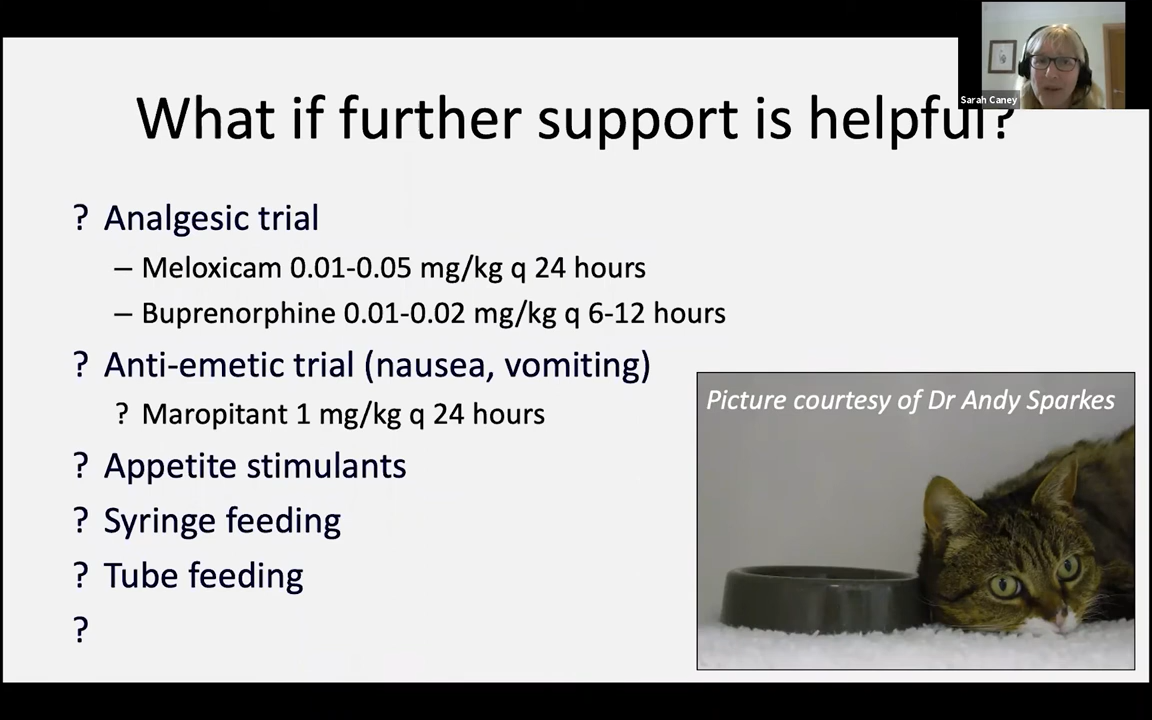 Sarah Caney
What if further support is helpful?
? Analgesic trial
– Meloxicam 0.01-0.05 mg/kg q 24 hours
– Buprenorphine 0.01-0.02 mg/kg q 6-12 hours
? Anti-emetic trial (nausea, vomiting)
? Maropitant 1 mg/kg q 24 hours
? Appetite stimulants
? Syringe feeding
? Tube feeding
?
Picture courtesy of Dr Andy Sparkes